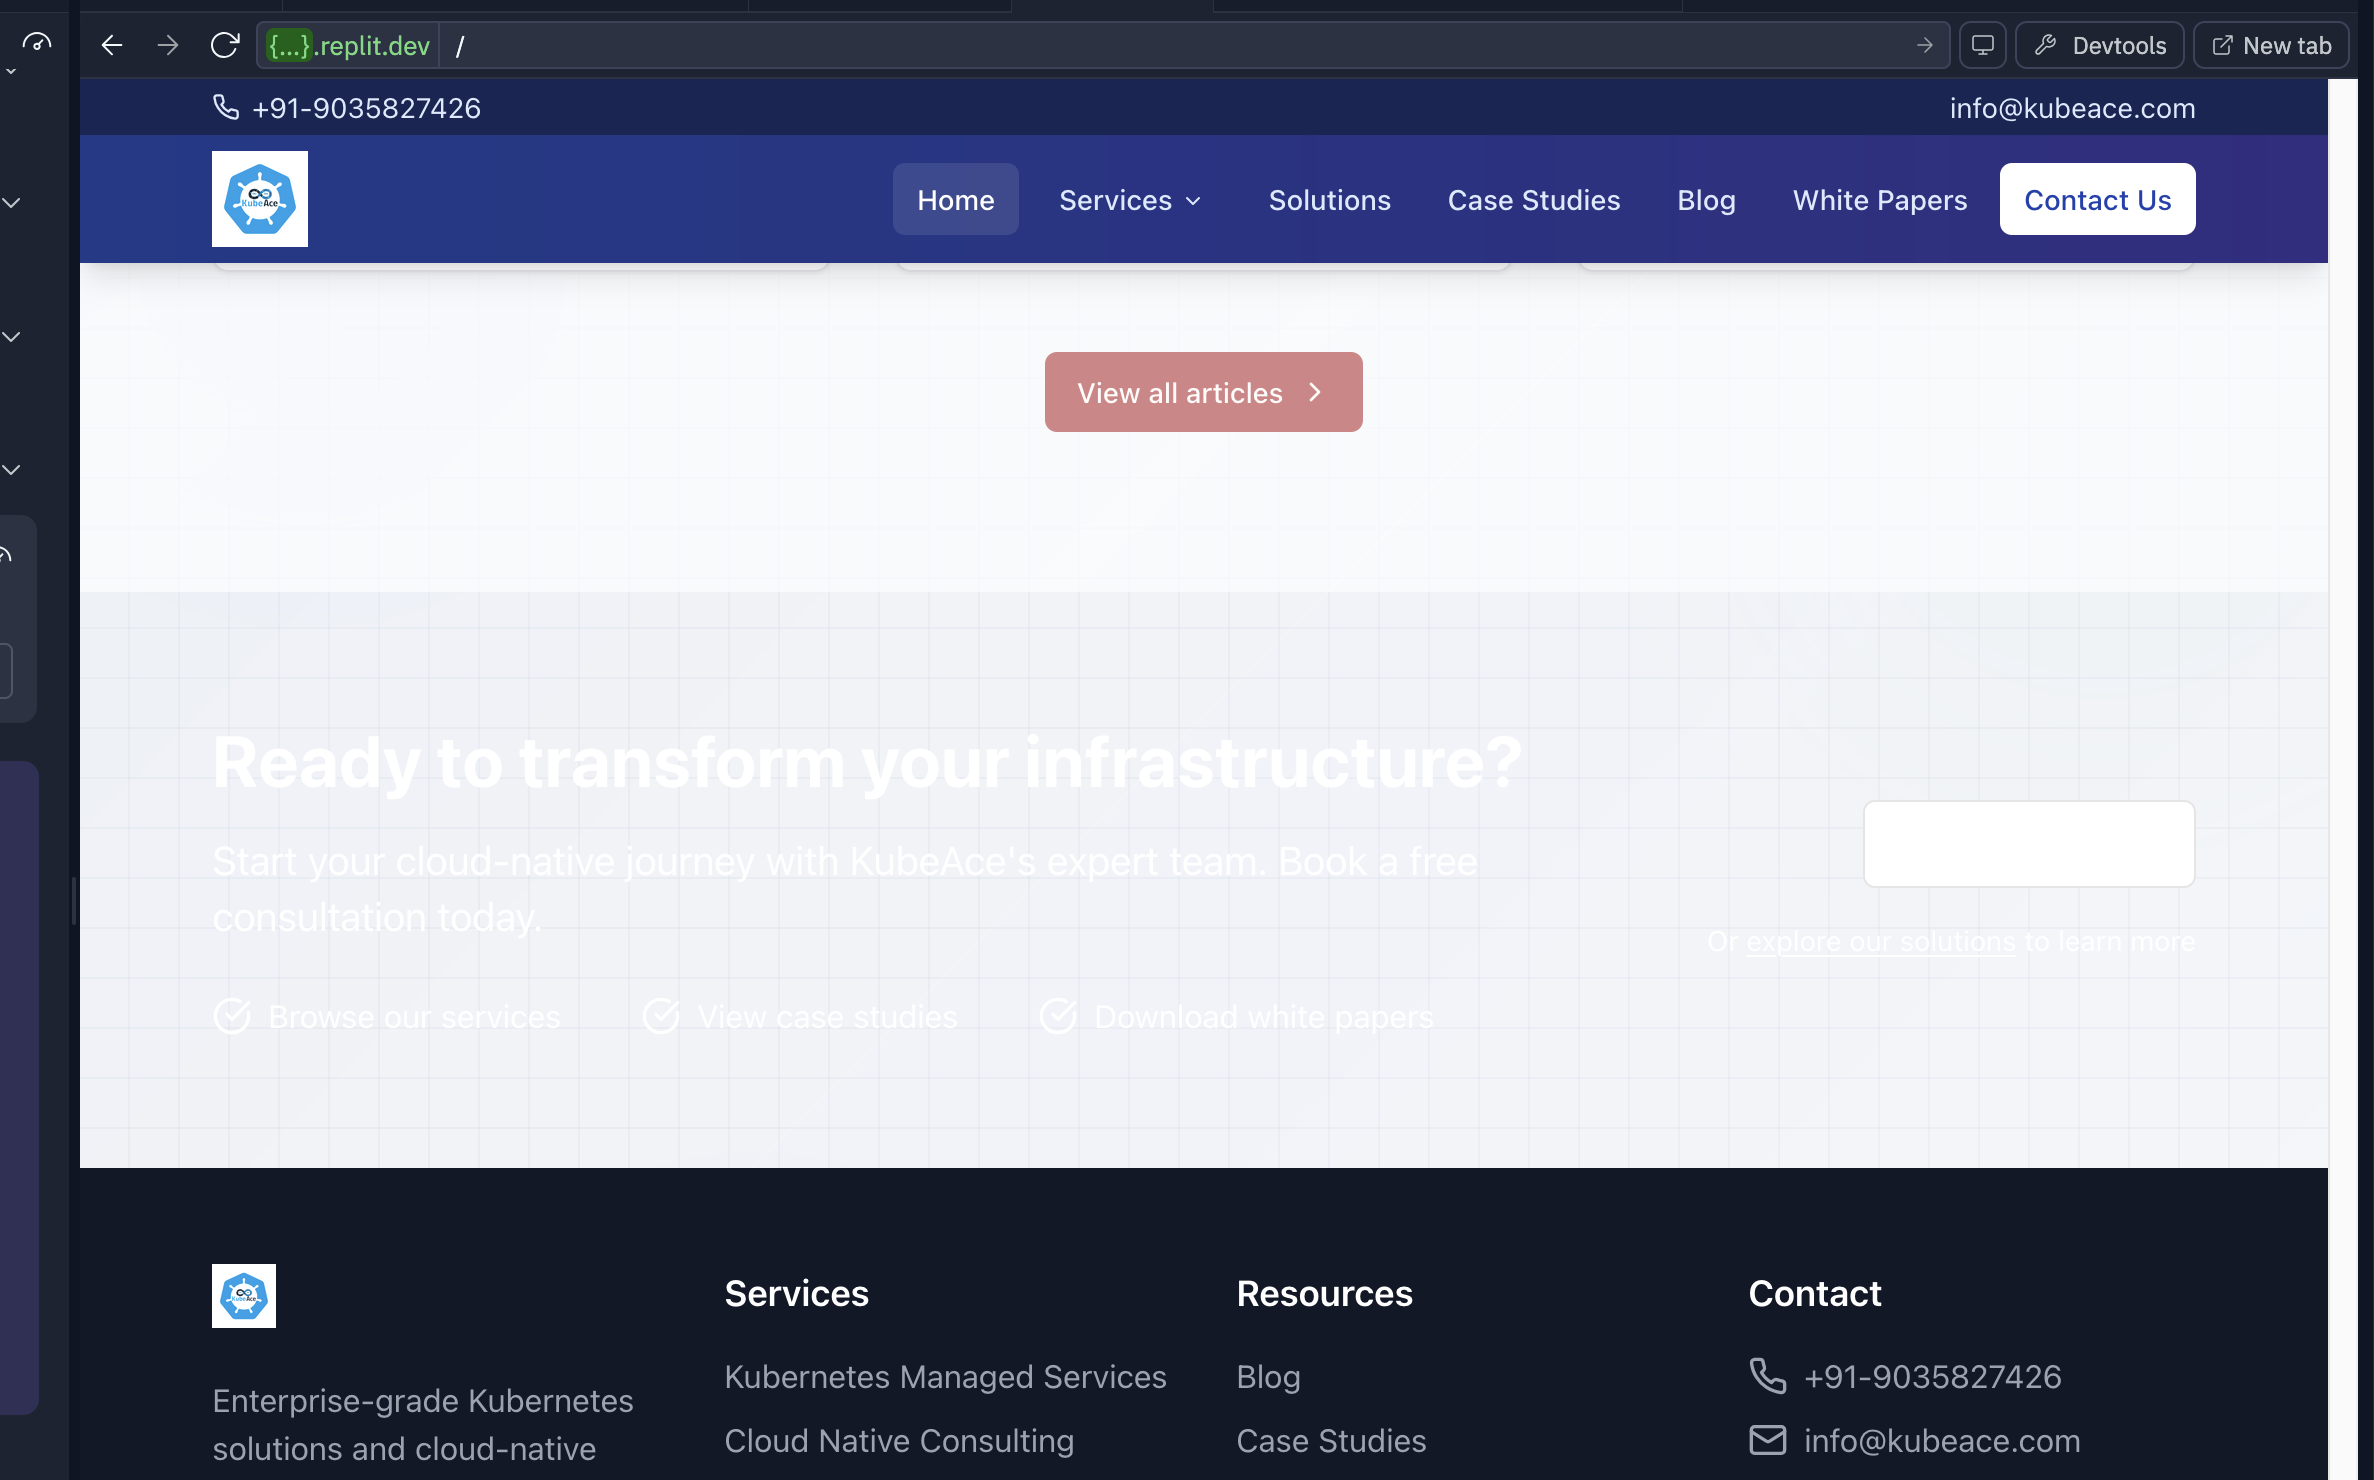 {...}.replit.dev /
Devtools
New tab
+91-9035827426
info@kubeace.com
KubeAce
Home
Services
Solutions
Case Studies
Blog
White Papers
Contact Us
View all articles
Ready to transform your infrastructure?
Start your cloud-native journey with KubeAce's expert team. Book a free
consultation today.
Or explore our solutions to learn more
Browse our services
View case studies
Download white papers
KubeAce
Enterprise-grade Kubernetes
solutions and cloud-native
Services
Kubernetes Managed Services
Cloud Native Consulting
Resources
Blog
Case Studies
Contact
+91-9035827426
info@kubeace.com